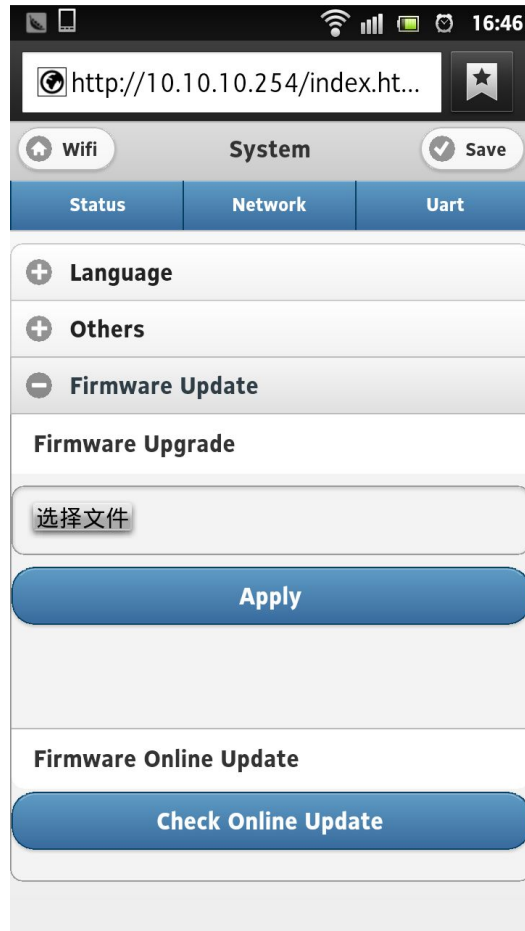 16:46
http://10.10.10.254/index.ht...
Wifi System Save
Status Network Uart
Language
Others
Firmware Update
Firmware Upgrade
选择文件
Apply
Firmware Online Update
Check Online Update